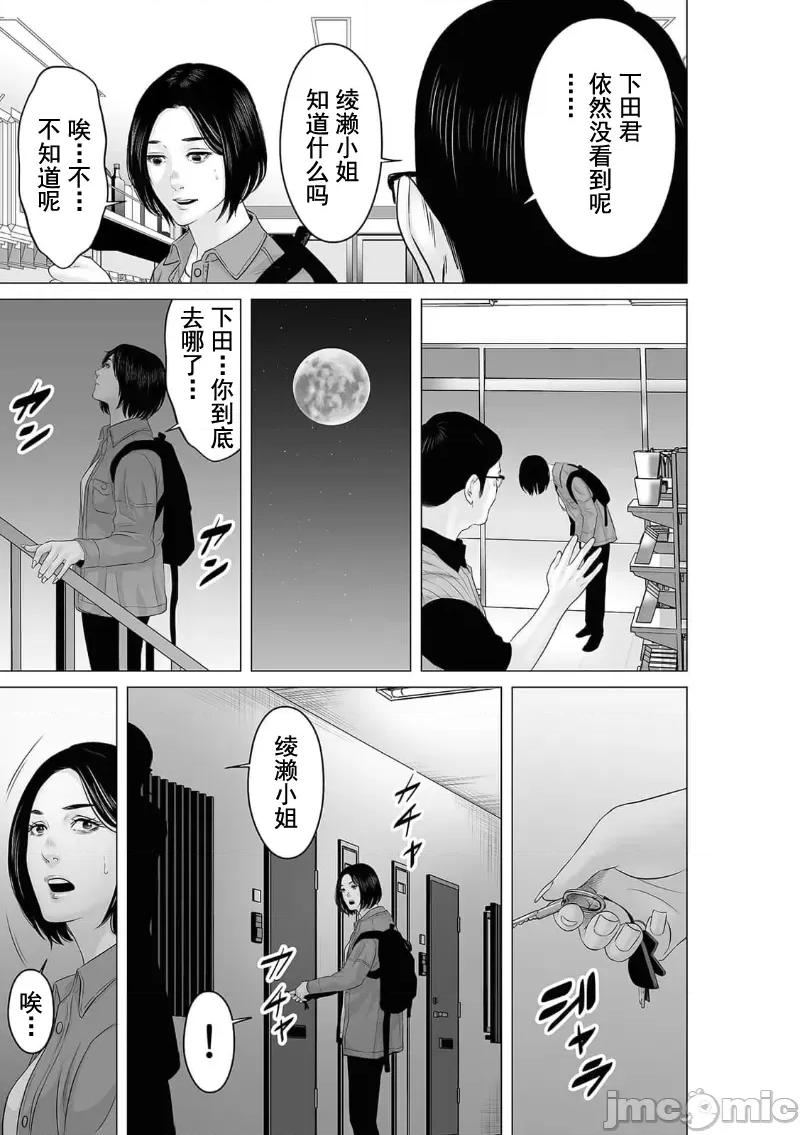 下田君
依然没看到呢
……
绫濑小姐
知道什么吗
唉…不…
不知道呢
下田…你到底
去哪了…
カン
カン
ジャラ
绫濑小姐
ガチャ
ガチャ
！
唉…
jmcomic